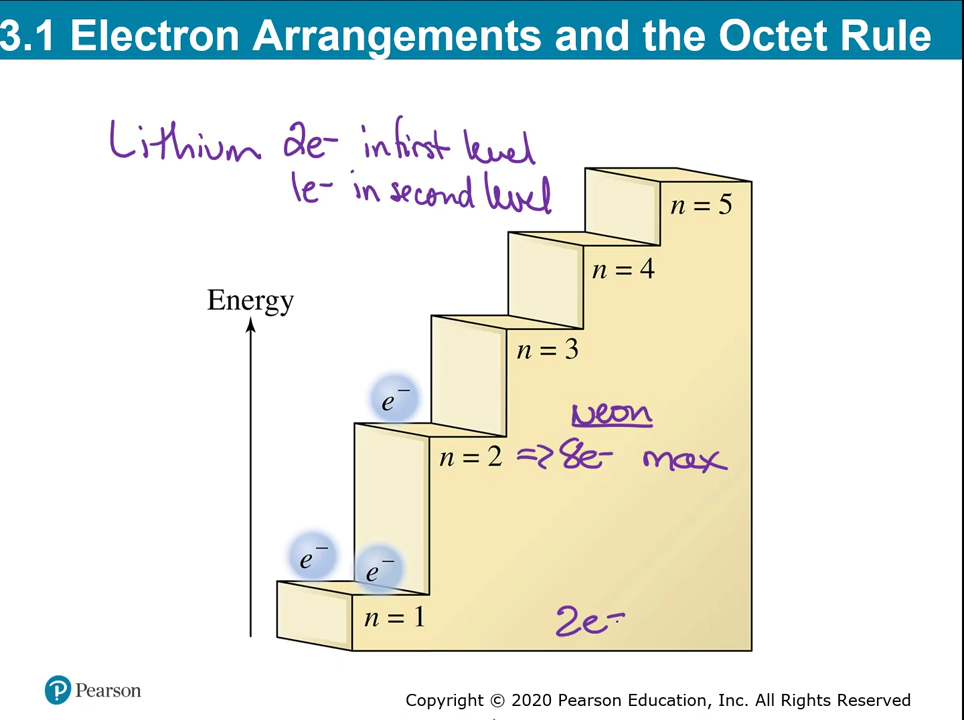 3.1 Electron Arrangements and the Octet Rule
Lithium 2e⁻ in first level
1e⁻ in second level
n = 5
n = 4
Energy
n = 3
e⁻
Neon
n = 2 => 8e⁻ max
e⁻
e⁻
n = 1
2e⁻
Pearson
Copyright © 2020 Pearson Education, Inc. All Rights Reserved